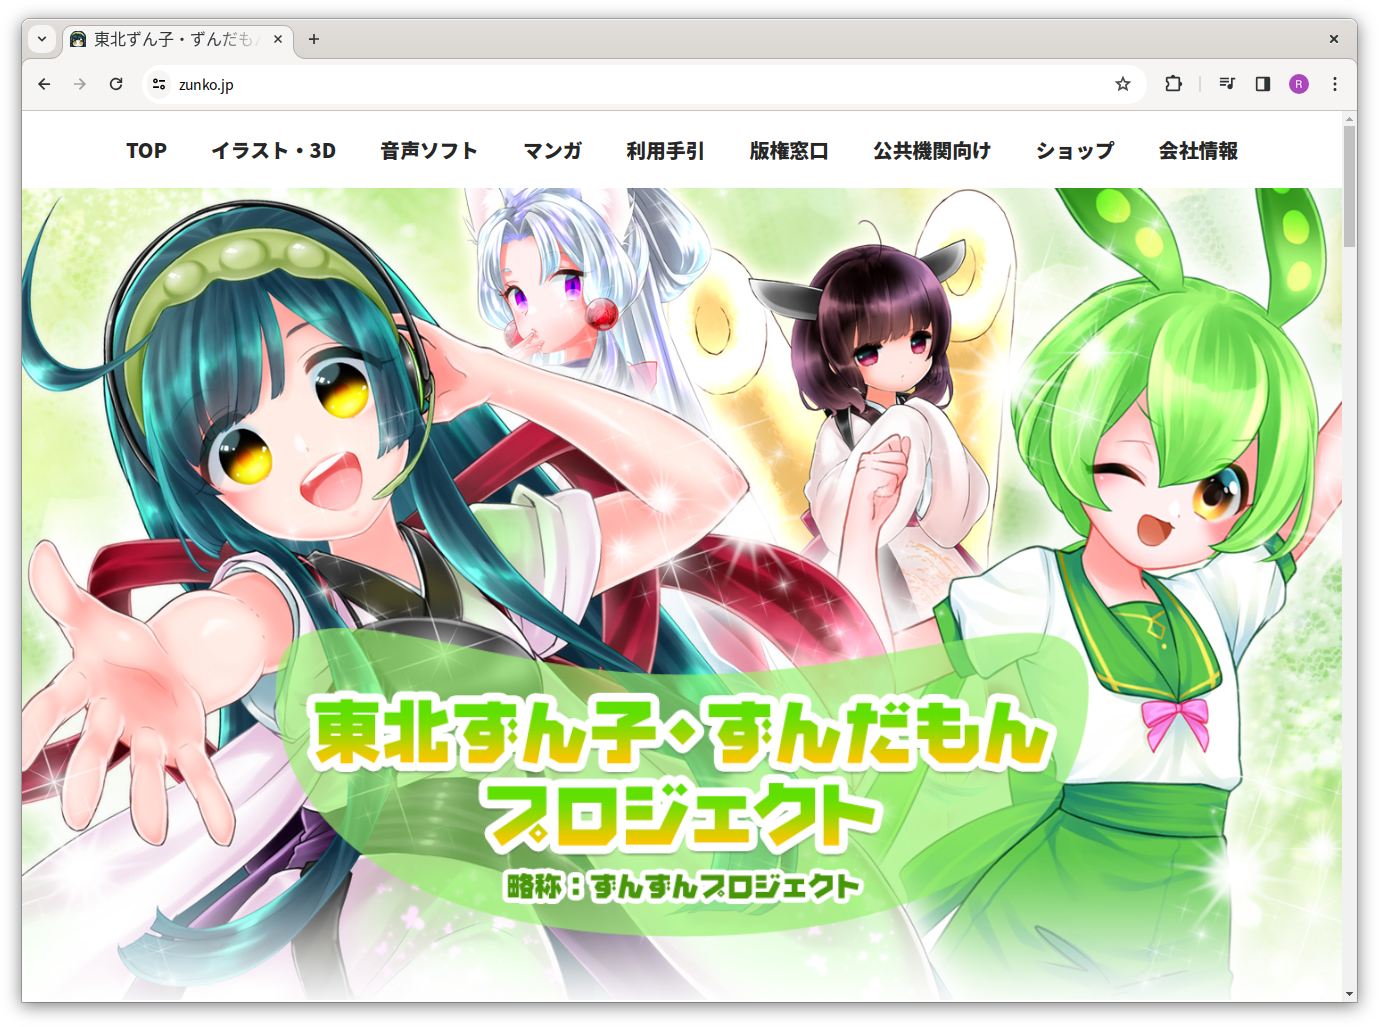 東北ずん子・ずんだも
zunko.jp
R
TOP イラスト・3D 音声ソフト マンガ 利用手引 版権窓口 公共機関向け ショップ 会社情報
東北ずん子・ずんだもん
プロジェクト
略称：ずんずんプロジェクト